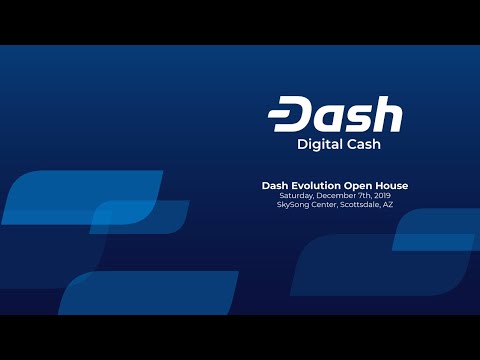 Dash
Digital Cash
Dash Evolution Open House
Saturday, December 7th, 2019
SkySong Center, Scottsdale, AZ